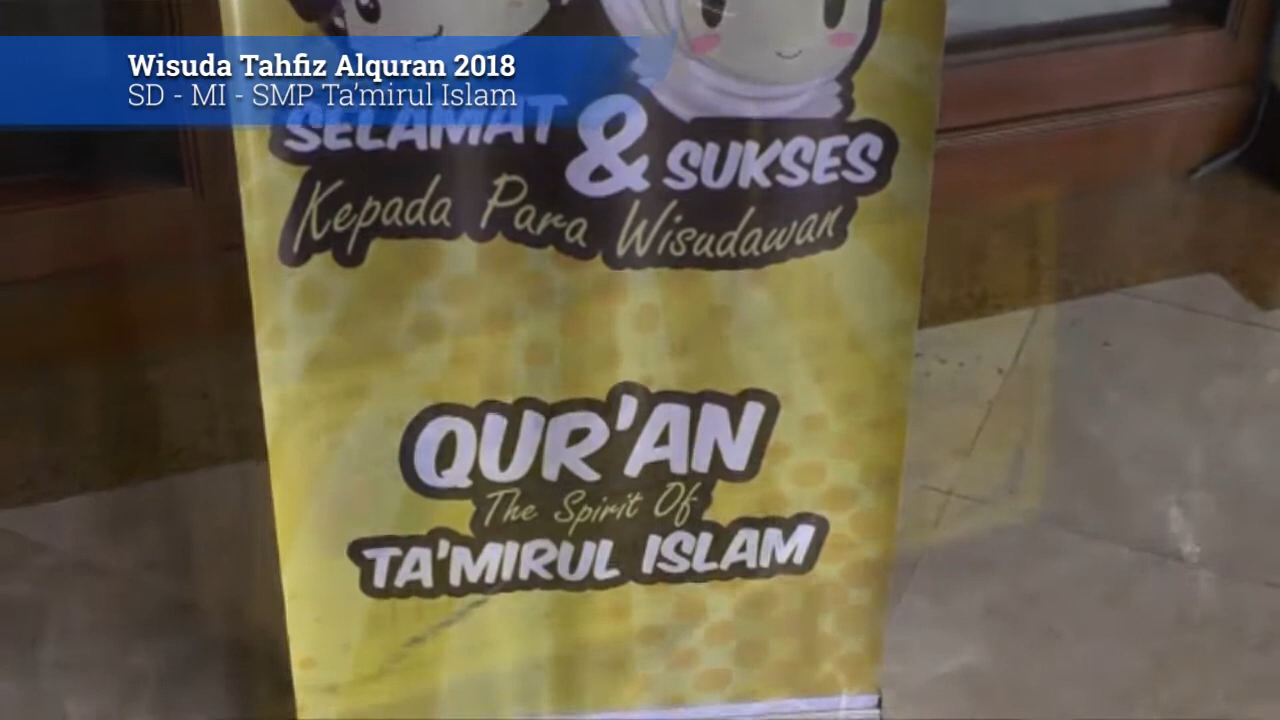 Wisuda Tahfiz Alquran 2018
SD - MI - SMP Ta'mirul Islam
SELAMAT & SUKSES
Kepada Para Wisudawan
QUR'AN
The Spirit Of
TA'MIRUL ISLAM